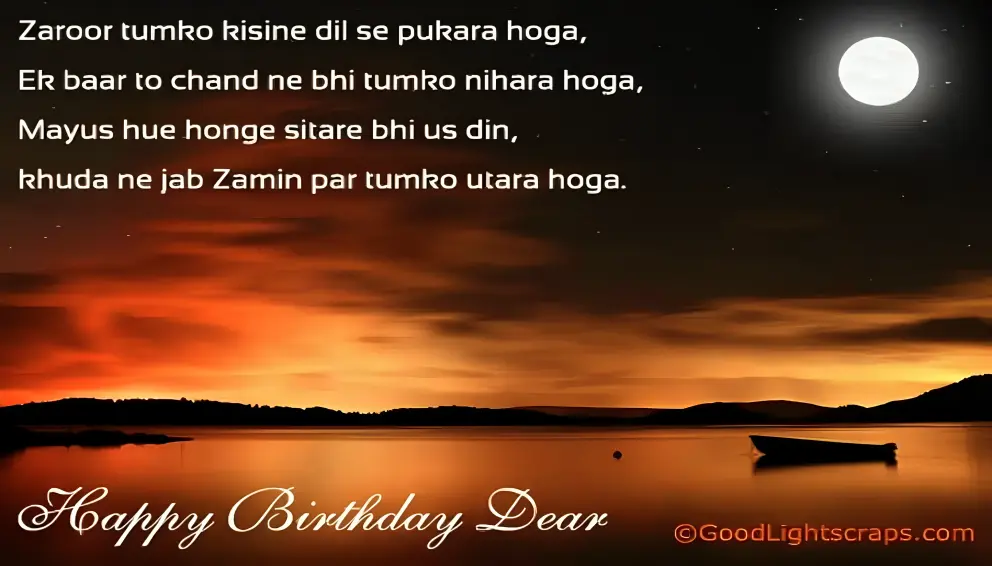 Zaroor tumko kisine dil se pukara hoga,
Ek baar to chand ne bhi tumko nihara hoga,
Mayus hue honge sitare bhi us din,
khuda ne jab Zamin par tumko utara hoga.
Happy Birthday Dear
©GoodLightscraps.com